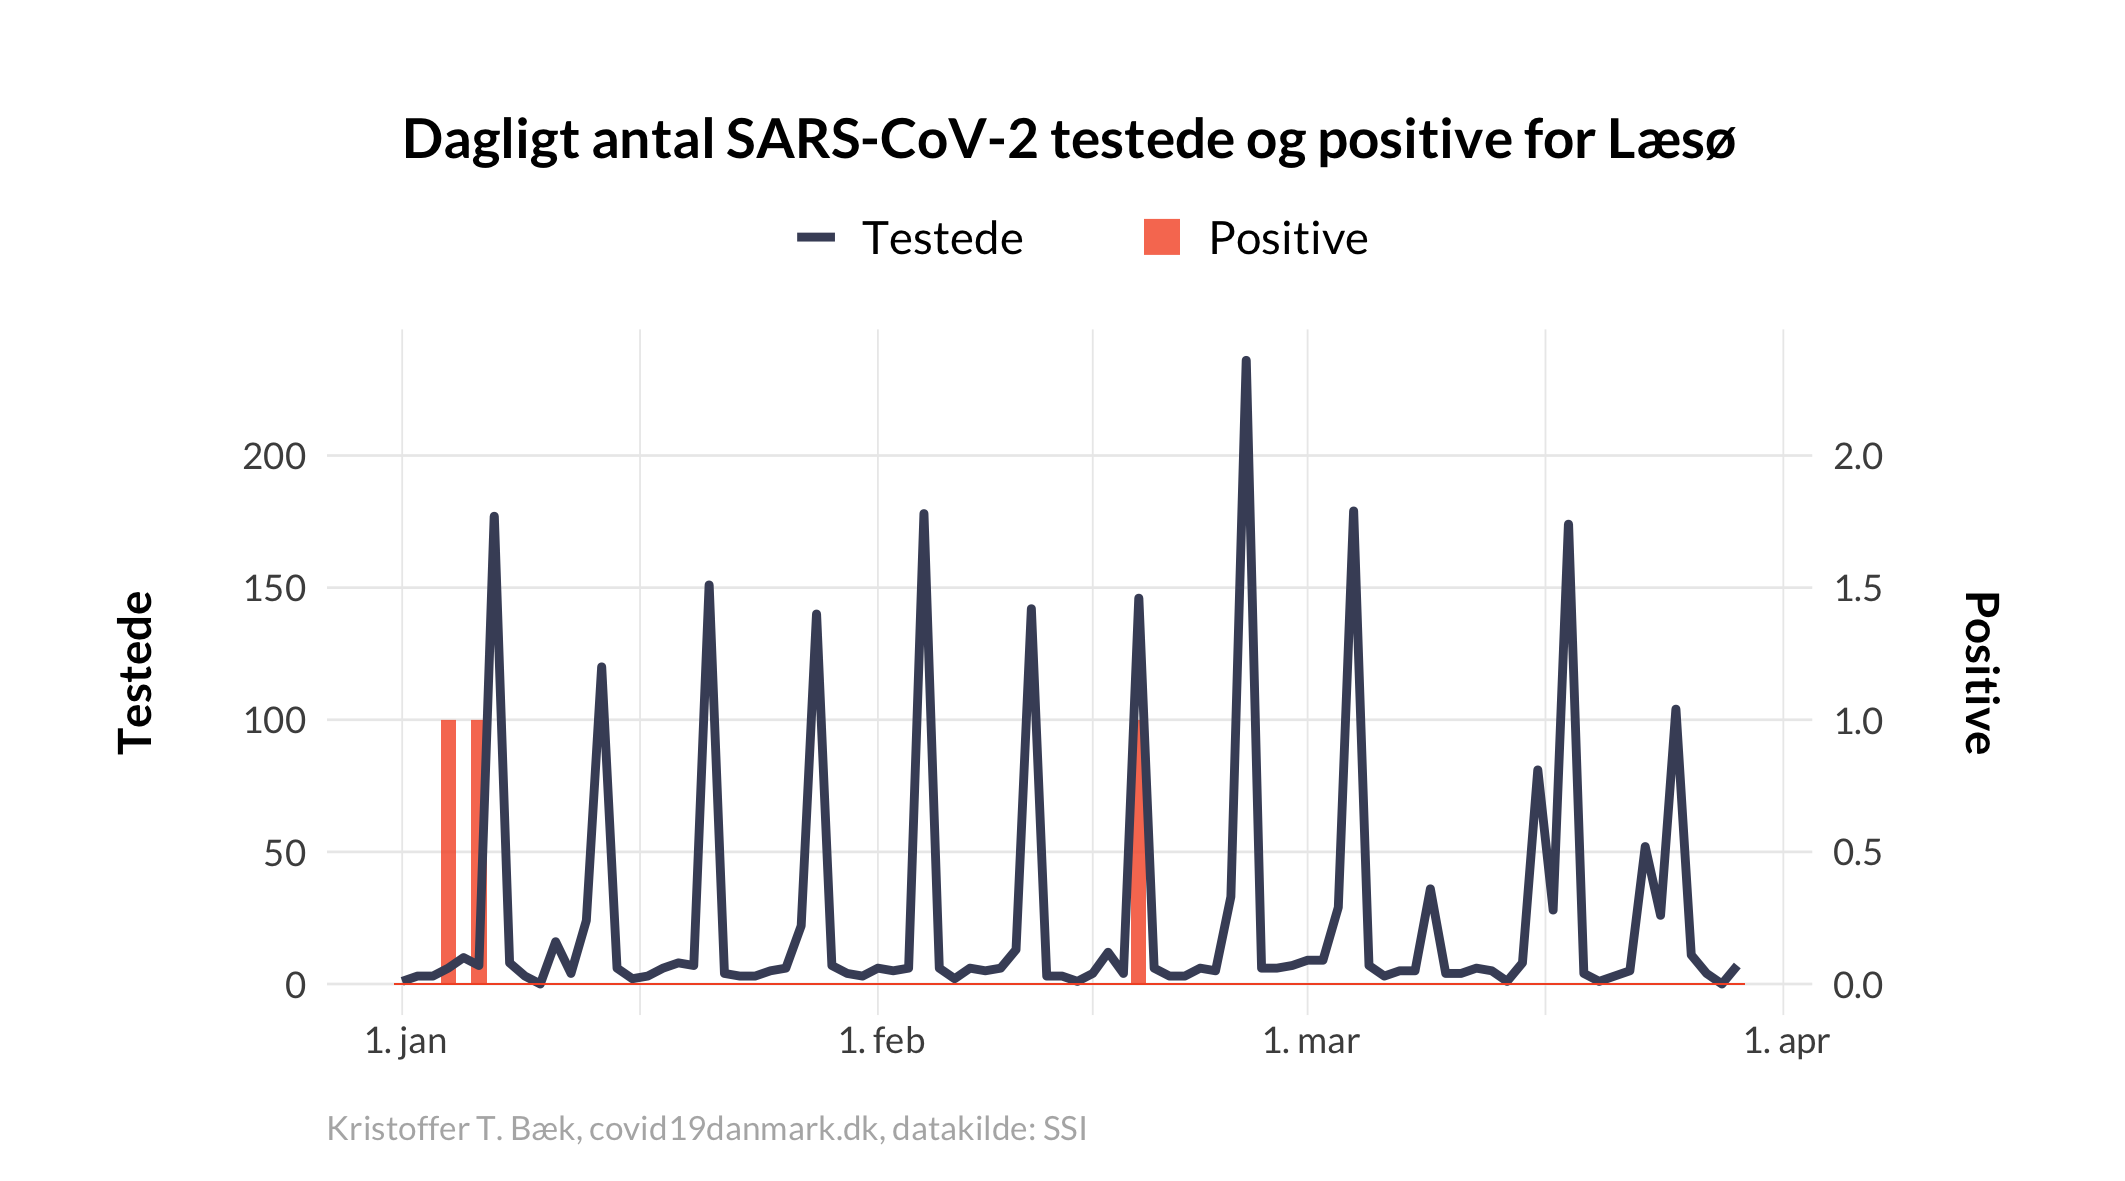 Dagligt antal SARS-CoV-2 testede og positive for Læsø
Testede Positive
200 2.0
150 1.5
100 1.0
50 0.5
0 0.0
Testede
Positive
1. jan 1. feb 1. mar 1. apr
Kristoffer T. Bæk, covid19danmark.dk, datakilde: SSI